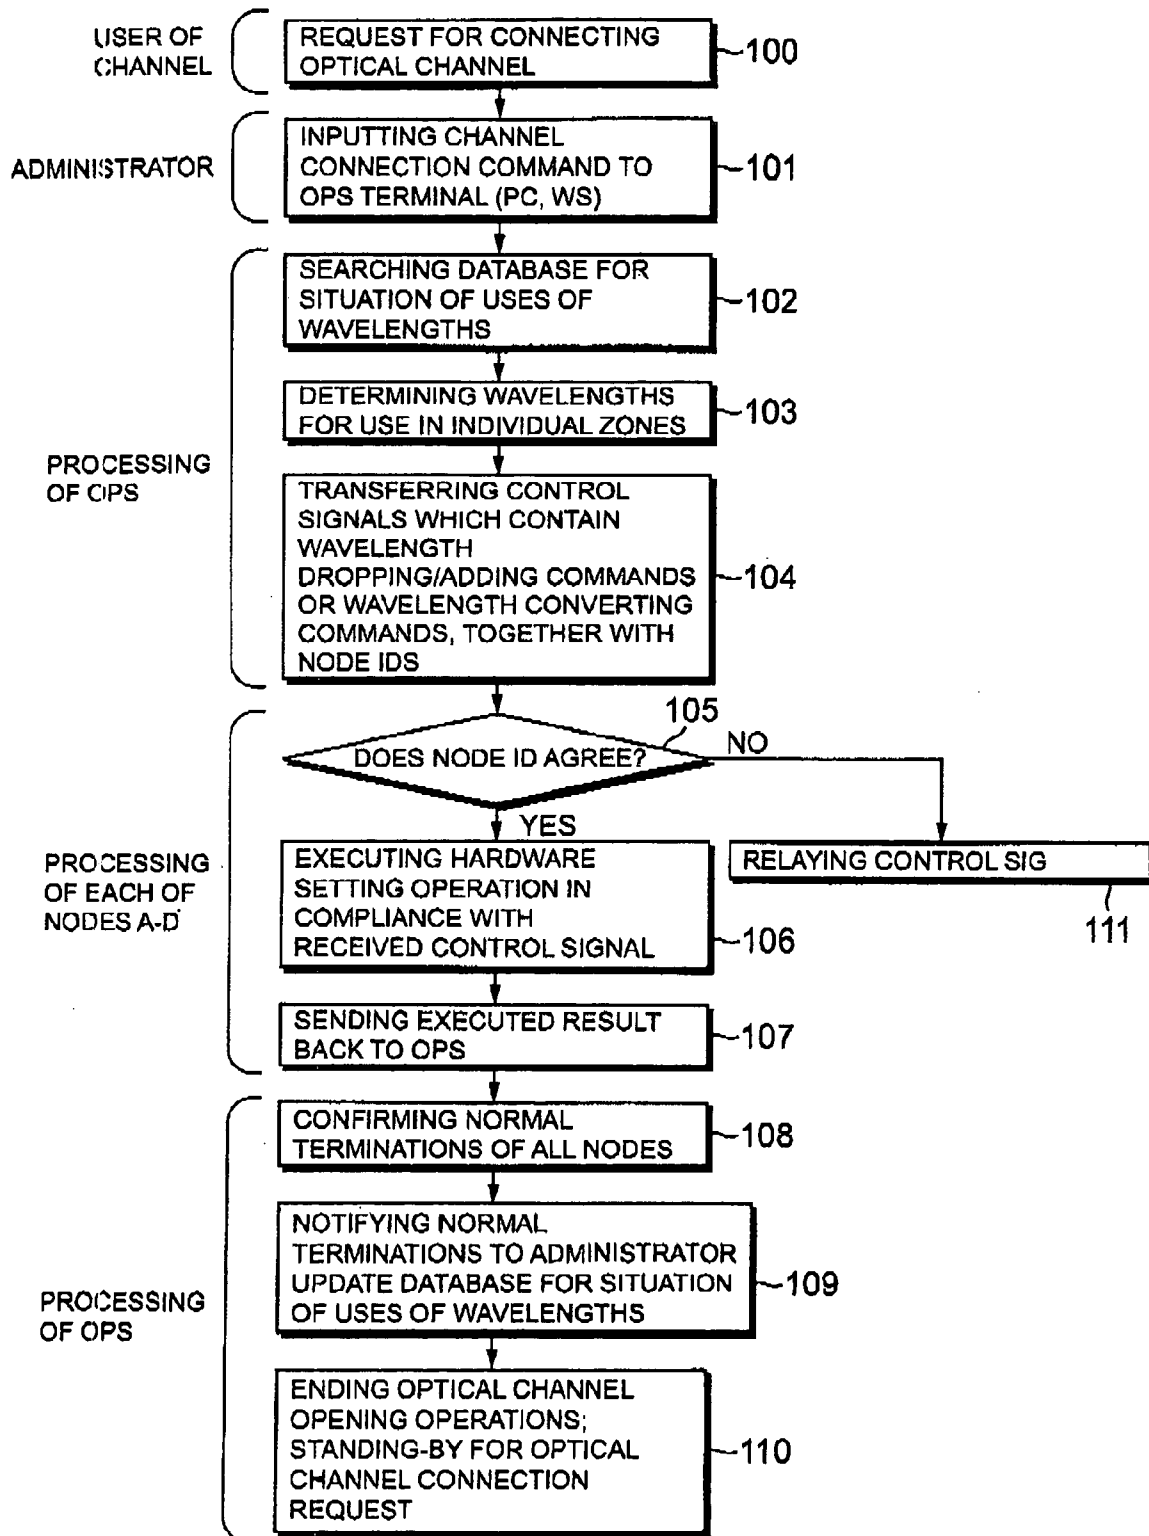 USER OF
CHANNEL
REQUEST FOR CONNECTING
OPTICAL CHANNEL
100
ADMINISTRATOR
INPUTTING CHANNEL
CONNECTION COMMAND TO
OPS TERMINAL (PC, WS)
101
PROCESSING
OF OPS
SEARCHING DATABASE FOR
SITUATION OF USES OF
WAVELENGTHS
102
DETERMINING WAVELENGTHS
FOR USE IN INDIVIDUAL ZONES
103
TRANSFERRING CONTROL
SIGNALS WHICH CONTAIN
WAVELENGTH
DROPPING/ADDING COMMANDS
OR WAVELENGTH CONVERTING
COMMANDS, TOGETHER WITH
NODE IDS
104
PROCESSING
OF EACH OF
NODES A-D
105
DOES NODE ID AGREE?
NO
YES
EXECUTING HARDWARE
SETTING OPERATION IN
COMPLIANCE WITH
RECEIVED CONTROL SIGNAL
106
RELAYING CONTROL SIG
111
SENDING EXECUTED RESULT
BACK TO OPS
107
PROCESSING
OF OPS
CONFIRMING NORMAL
TERMINATIONS OF ALL NODES
108
NOTIFYING NORMAL
TERMINATIONS TO ADMINISTRATOR
UPDATE DATABASE FOR SITUATION
OF USES OF WAVELENGTHS
109
ENDING OPTICAL CHANNEL
OPENING OPERATIONS;
STANDING-BY FOR OPTICAL
CHANNEL CONNECTION
REQUEST
110